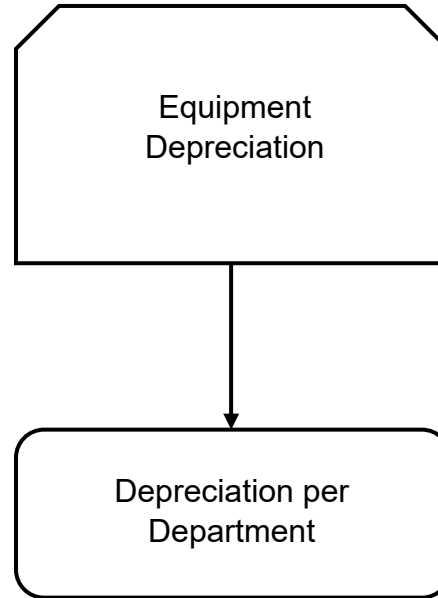 Equipment
Depreciation
Depreciation per
Department